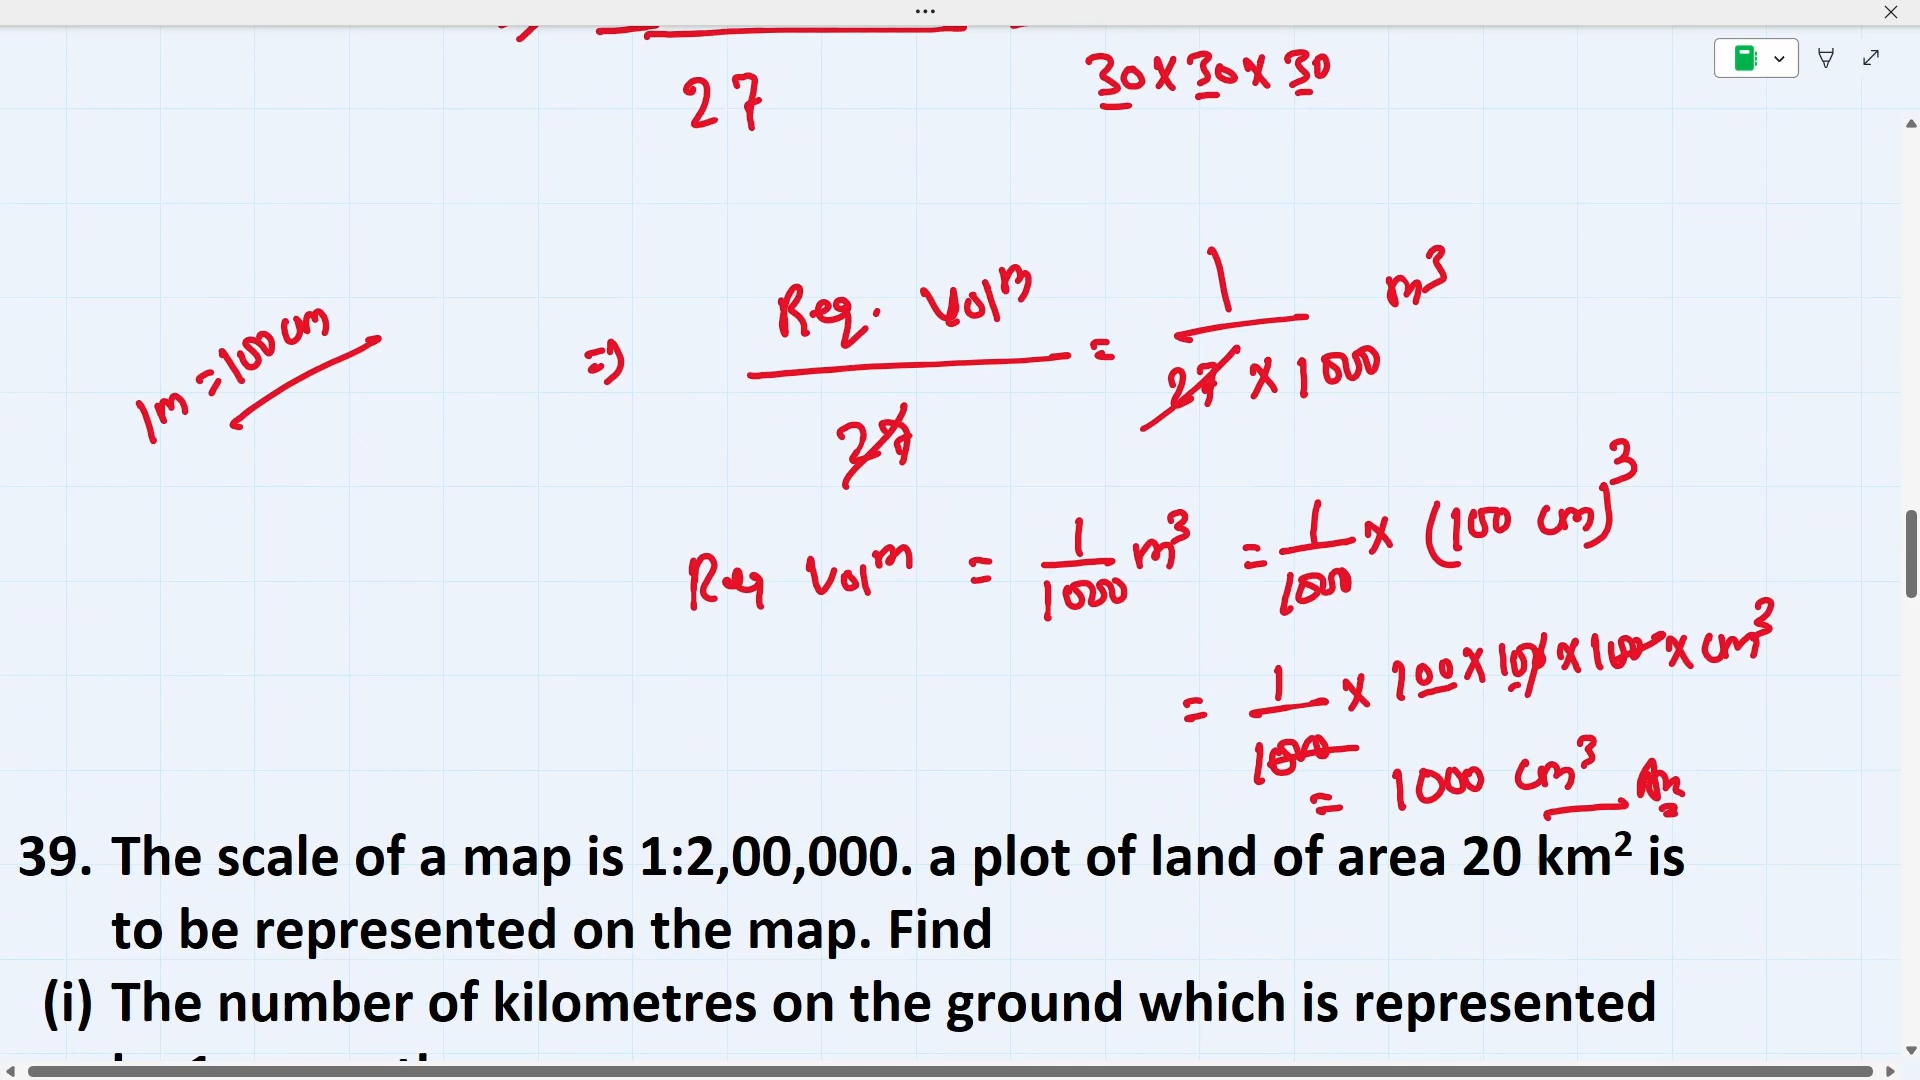 30 x 30 x 30
27
1m = 100 cm
=> Req. Volᵐ / 27 = 1 / 27 x 1000 m³
Req Volᵐ = 1/1000 m³ = 1/1000 x (100 cm)³
= 1/1000 x 100 x 100 x 100 x cm³
= 1000 cm³ Ans
39. The scale of a map is 1:2,00,000. a plot of land of area 20 km² is
to be represented on the map. Find
(i) The number of kilometres on the ground which is represented